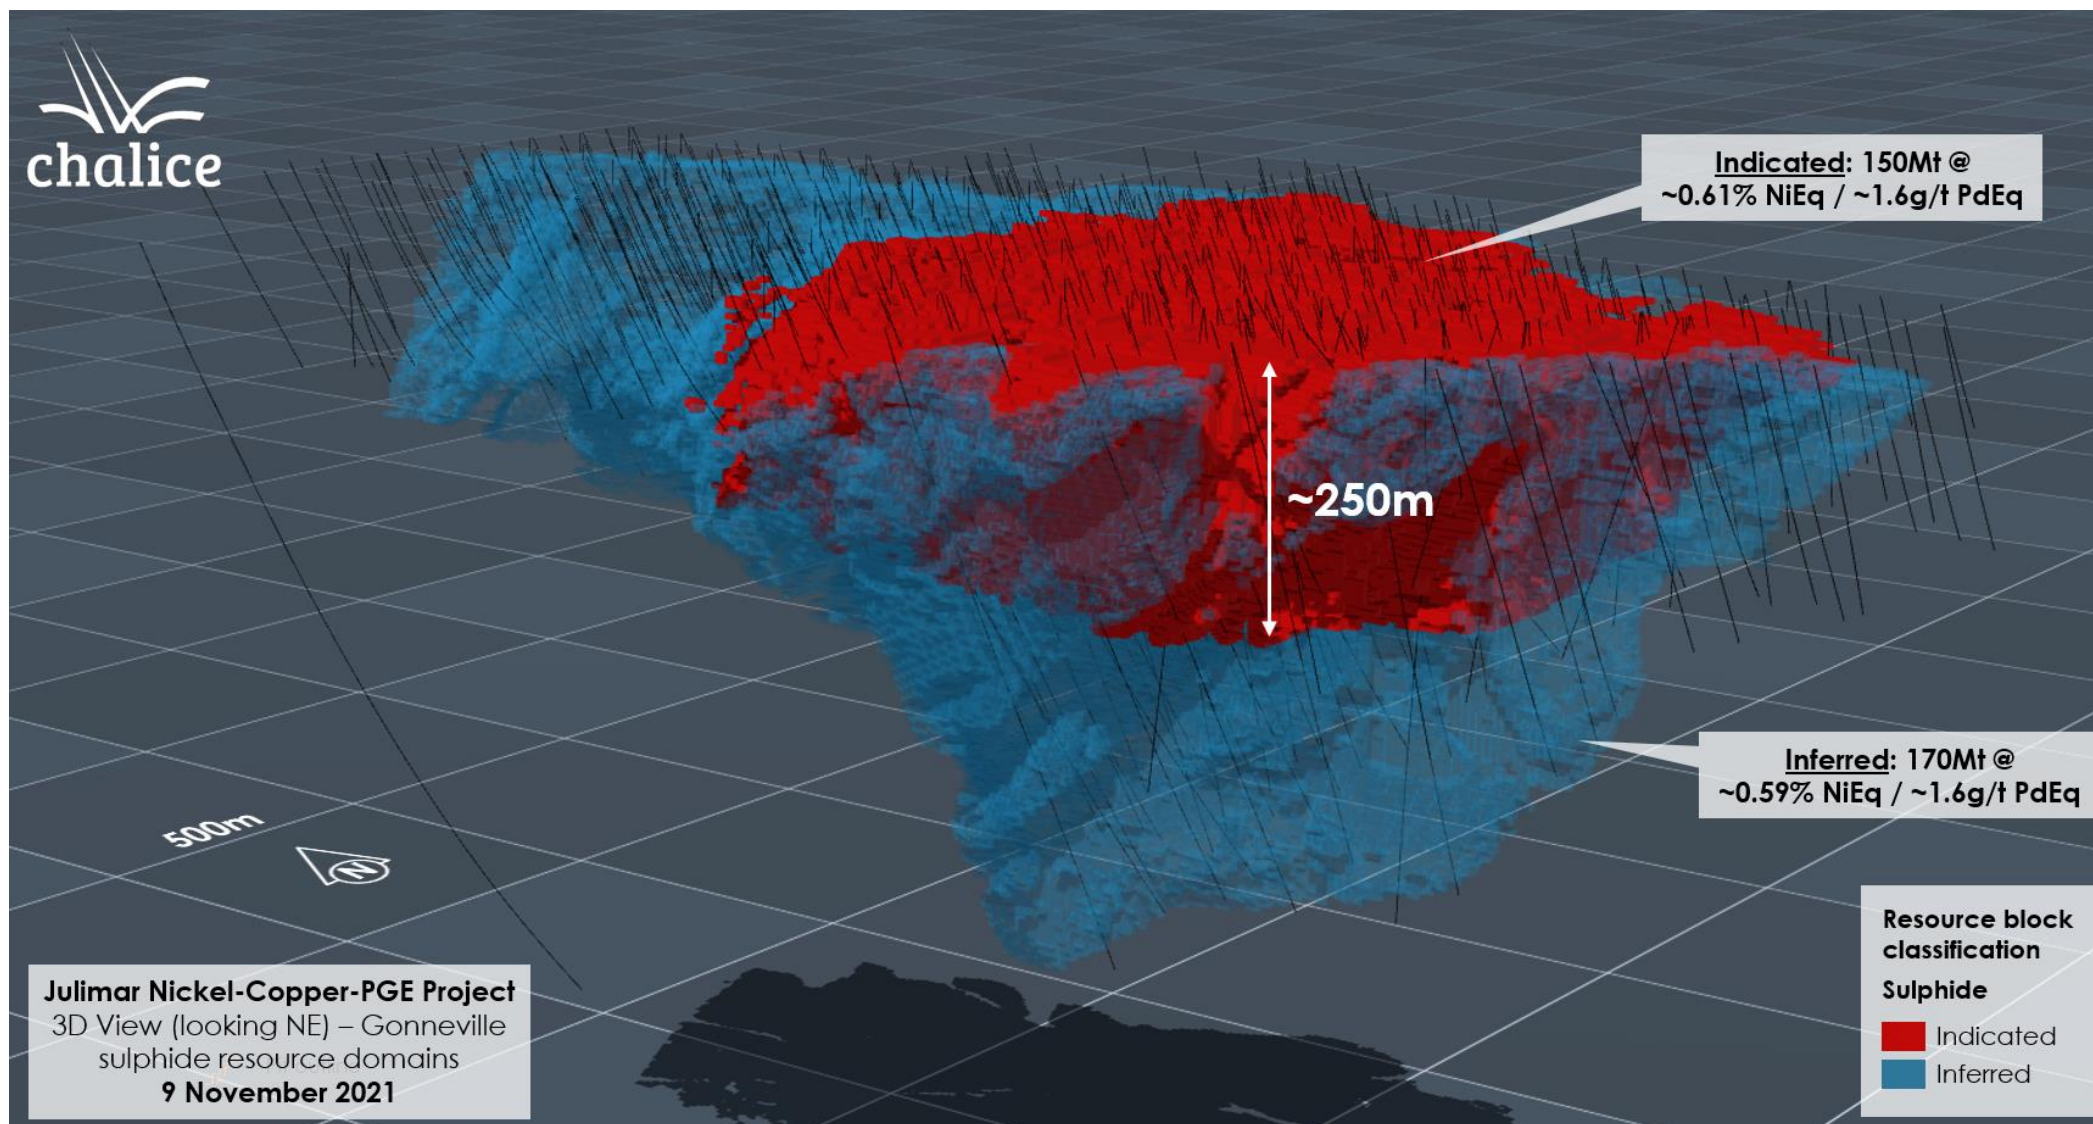 chalice
Indicated: 150Mt @
~0.61% NiEq / ~1.6g/t PdEq
~250m
Inferred: 170Mt @
~0.59% NiEq / ~1.6g/t PdEq
500m
N
Julimar Nickel-Copper-PGE Project
3D View (looking NE) – Gonneville
sulphide resource domains
9 November 2021
Resource block
classification
Sulphide
Indicated
Inferred